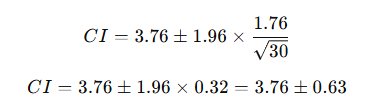 CI = 3.76 ± 1.96 × 1.76/√30
CI = 3.76 ± 1.96 × 0.32 = 3.76 ± 0.63